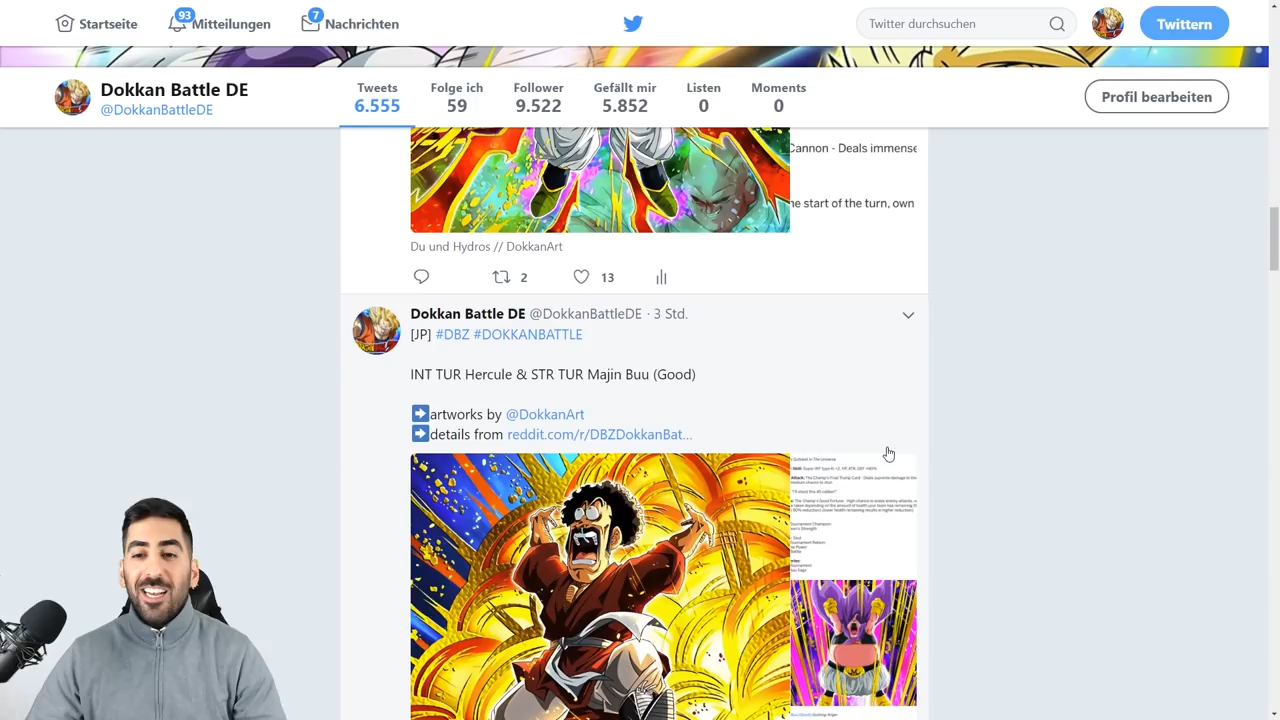 Startseite
93
Mitteilungen
7
Nachrichten
Twitter durchsuchen
Twittern
Dokkan Battle DE
@DokkanBattleDE
Tweets
6.555
Folge ich
59
Follower
9.522
Gefällt mir
5.852
Listen
0
Moments
0
Profil bearbeiten
Cannon - Deals immense
he start of the turn, own
Du und Hydros // DokkanArt
2
13
Dokkan Battle DE @DokkanBattleDE · 3 Std.
[JP] #DBZ #DOKKANBATTLE
INT TUR Hercule & STR TUR Majin Buu (Good)
➡artworks by @DokkanArt
➡details from reddit.com/r/DBZDokkanBat...